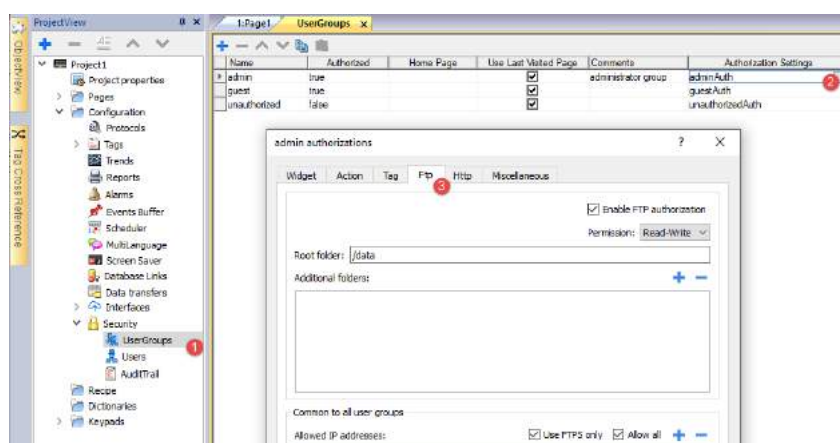 ProjectView
1:Page1
UserGroups x
ObjectView
Tag Cross Reference
Project1
Project properties
Pages
Configuration
Protocols
Tags
Trends
Reports
Alarms
Events Buffer
Scheduler
MultiLanguage
Screen Saver
Database Links
Data transfers
Interfaces
Security
UserGroups
1
Users
AuditTrail
Recipe
Dictionaries
Keypads
Name Authorized Home Page Use Last Visited Page Comments Authorization Settings
admin true administrator group adminAuth
2
guest true guestAuth
unauthorized false unauthorizedAuth
admin authorizations ? X
Widget Action Tag Ftp Http Miscellaneous
3
Enable FTP authorization
Permission: Read-Write
Root folder: /data
Additional folders:
Common to all user groups
Allowed IP addresses: Use FTPS only Allow all